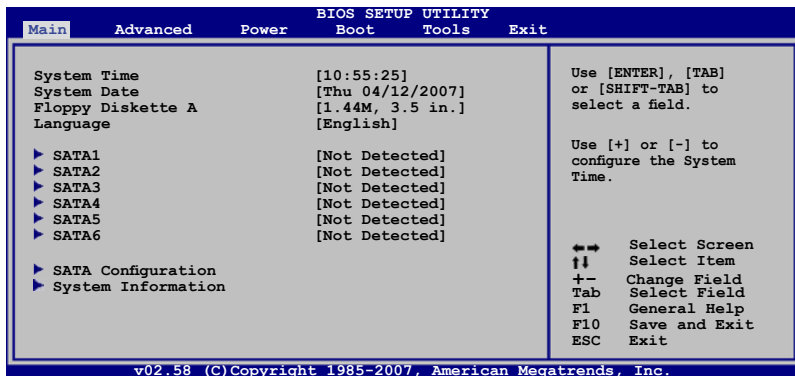 BIOS SETUP UTILITY
Main Advanced Power Boot Tools Exit
System Time [10:55:25]
System Date [Thu 04/12/2007]
Floppy Diskette A [1.44M, 3.5 in.]
Language [English]
SATA1 [Not Detected]
SATA2 [Not Detected]
SATA3 [Not Detected]
SATA4 [Not Detected]
SATA5 [Not Detected]
SATA6 [Not Detected]
SATA Configuration
System Information
Use [ENTER], [TAB]
or [SHIFT-TAB] to
select a field.
Use [+] or [-] to
configure the System
Time.
←→ Select Screen
↑↓ Select Item
+- Change Field
Tab Select Field
F1 General Help
F10 Save and Exit
ESC Exit
v02.58 (C)Copyright 1985-2007, American Megatrends, Inc.